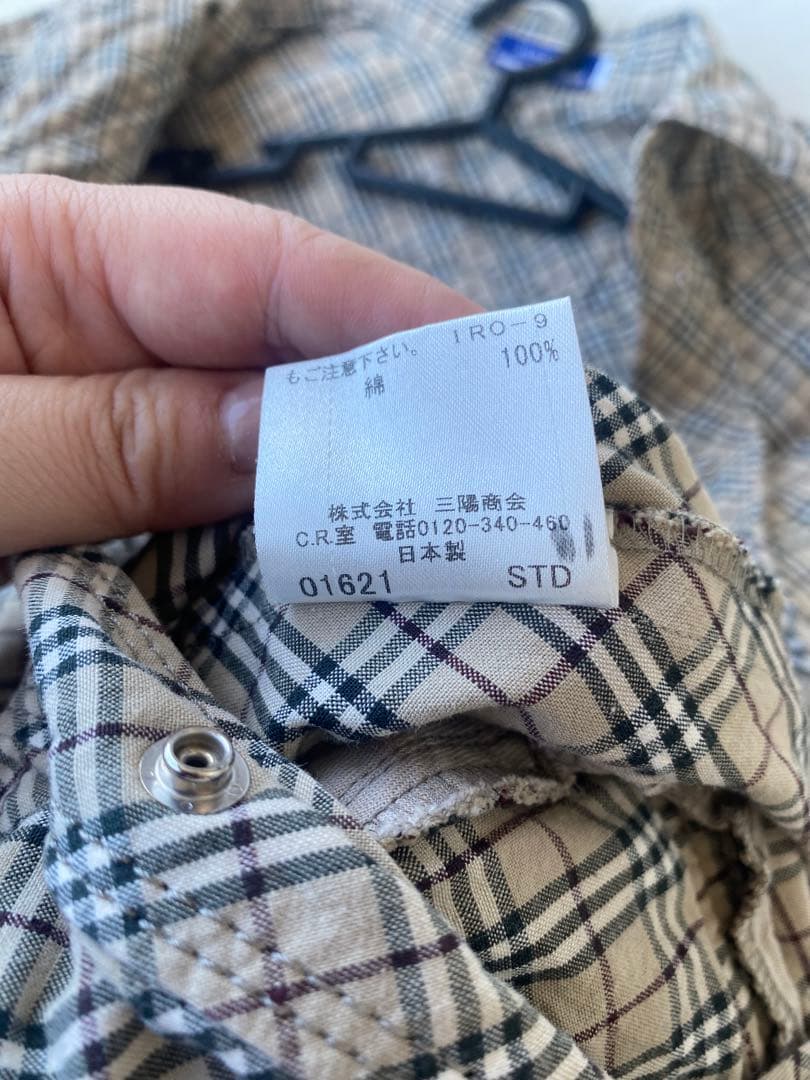 もご注意下さい。 IRO-9
綿 100%
株式会社 三陽商会
C.R.室 電話0120-340-460
日本製
01621 STD